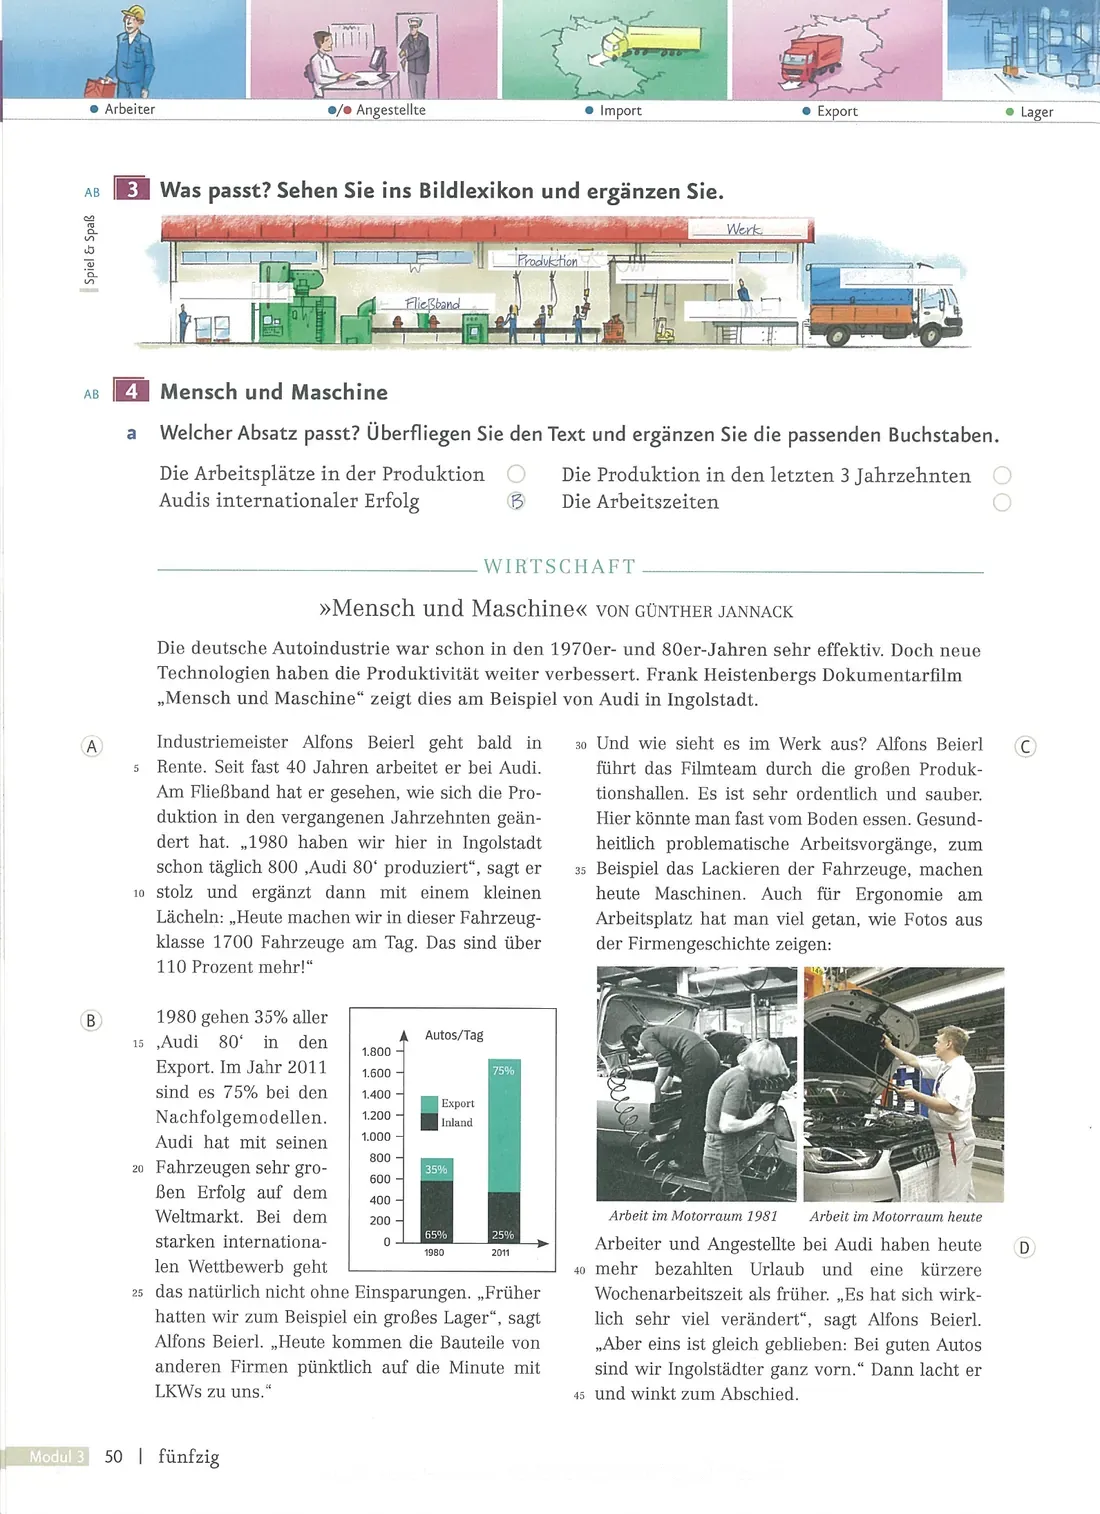 Arbeiter
/ Angestellte
Import
Export
Lager
AB 3 Was passt? Sehen Sie ins Bildlexikon und ergänzen Sie.
Spiel & Spaß
Werk
Produktion
Fließband
AB 4 Mensch und Maschine
a Welcher Absatz passt? Überfliegen Sie den Text und ergänzen Sie die passenden Buchstaben.
Die Arbeitsplätze in der Produktion
Die Produktion in den letzten 3 Jahrzehnten
Audis internationaler Erfolg B
Die Arbeitszeiten
WIRTSCHAFT
»Mensch und Maschine« VON GÜNTHER JANNACK
Die deutsche Autoindustrie war schon in den 1970er- und 80er-Jahren sehr effektiv. Doch neue
Technologien haben die Produktivität weiter verbessert. Frank Heistenbergs Dokumentarfilm
„Mensch und Maschine“ zeigt dies am Beispiel von Audi in Ingolstadt.
A
Industriemeister Alfons Beierl geht bald in
5 Rente. Seit fast 40 Jahren arbeitet er bei Audi.
Am Fließband hat er gesehen, wie sich die Pro-
duktion in den vergangenen Jahrzehnten geän-
dert hat. „1980 haben wir hier in Ingolstadt
schon täglich 800 ‚Audi 80‘ produziert“, sagt er
10 stolz und ergänzt dann mit einem kleinen
Lächeln: „Heute machen wir in dieser Fahrzeug-
klasse 1700 Fahrzeuge am Tag. Das sind über
110 Prozent mehr!“
B
1980 gehen 35% aller
15 ‚Audi 80‘ in den
Export. Im Jahr 2011
sind es 75% bei den
Nachfolgemodellen.
Audi hat mit seinen
20 Fahrzeugen sehr gro-
ßen Erfolg auf dem
Weltmarkt. Bei dem
starken internationa-
len Wettbewerb geht
25 das natürlich nicht ohne Einsparungen. „Früher
hatten wir zum Beispiel ein großes Lager“, sagt
Alfons Beierl. „Heute kommen die Bauteile von
anderen Firmen pünktlich auf die Minute mit
LKWs zu uns.“
Autos/Tag
1.800
1.600
1.400
1.200
1.000
800
600
400
200
0
Export
Inland
75%
35%
65%
25%
1980
2011
30 Und wie sieht es im Werk aus? Alfons Beierl
C
führt das Filmteam durch die großen Produk-
tionshallen. Es ist sehr ordentlich und sauber.
Hier könnte man fast vom Boden essen. Gesund-
heitlich problematische Arbeitsvorgänge, zum
35 Beispiel das Lackieren der Fahrzeuge, machen
heute Maschinen. Auch für Ergonomie am
Arbeitsplatz hat man viel getan, wie Fotos aus
der Firmengeschichte zeigen:
Arbeit im Motorraum 1981
Arbeit im Motorraum heute
Arbeiter und Angestellte bei Audi haben heute
D
40 mehr bezahlten Urlaub und eine kürzere
Wochenarbeitszeit als früher. „Es hat sich wirk-
lich sehr viel verändert“, sagt Alfons Beierl.
„Aber eins ist gleich geblieben: Bei guten Autos
sind wir Ingolstädter ganz vorn.“ Dann lacht er
45 und winkt zum Abschied.
Modul 3 50 | fünfzig